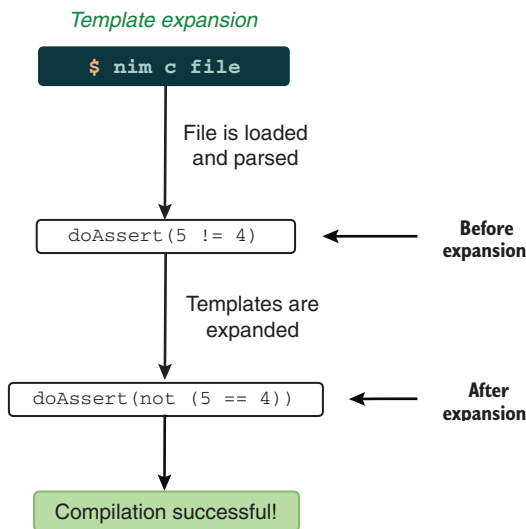 Template expansion
$ nim c file
File is loaded
and parsed
doAssert(5 != 4)
Before
expansion
Templates are
expanded
doAssert(not (5 == 4))
After
expansion
Compilation successful!